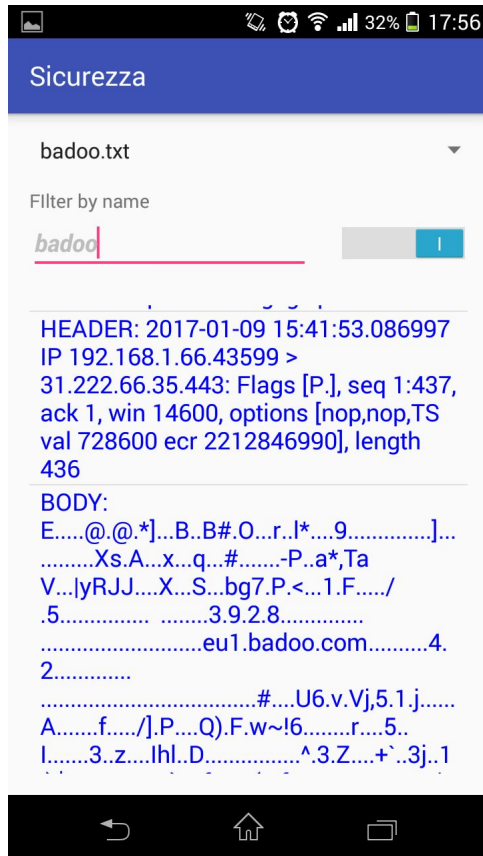 32% 17:56
Sicurezza
badoo.txt
FIlter by name
badoo
I
HEADER: 2017-01-09 15:41:53.086997
IP 192.168.1.66.43599 >
31.222.66.35.443: Flags [P.], seq 1:437,
ack 1, win 14600, options [nop,nop,TS
val 728600 ecr 2212846990], length
436
BODY:
E.....@.@.*]...B..B#.O...r..l*....9..............]...
.........Xs.A...x...q...#.......-P..a*,Ta
V...|yRJJ....X...S...bg7.P.<...1.F...../
.5............... ........3.9.2.8..............
...........................eu1.badoo.com..........4.
2.............
....................................#....U6.v.Vj,5.1.j......
A.......f...../].P....Q).F.w~!6........r....5..
I.......3..z....Ihl..D................^.3.Z....+`..3j..1